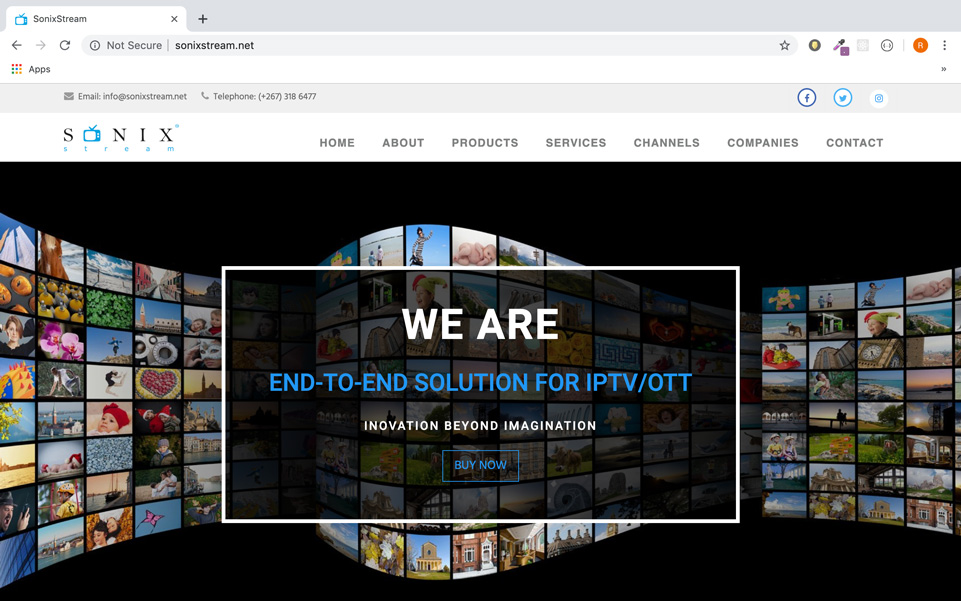 SonixStream
Not Secure | sonixstream.net
R
Apps
»
Email: info@sonixstream.net
Telephone: (+267) 318 6477
SONIX®
stream
HOME
ABOUT
PRODUCTS
SERVICES
CHANNELS
COMPANIES
CONTACT
WE ARE
END-TO-END SOLUTION FOR IPTV/OTT
INOVATION BEYOND IMAGINATION
BUY NOW